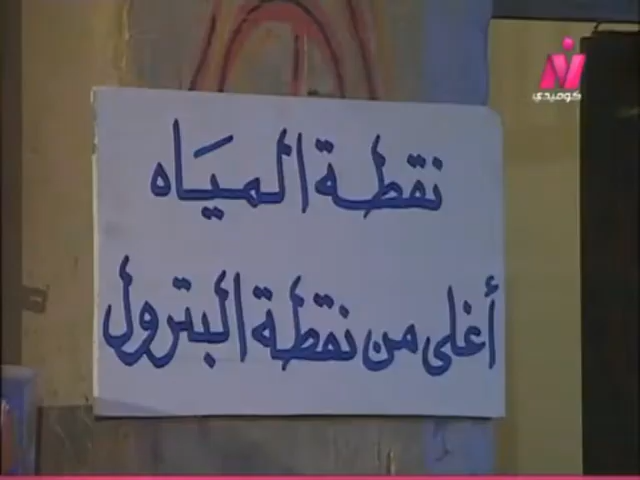 كوميدي
نقطة المياه
أغلى من نقطة البترول